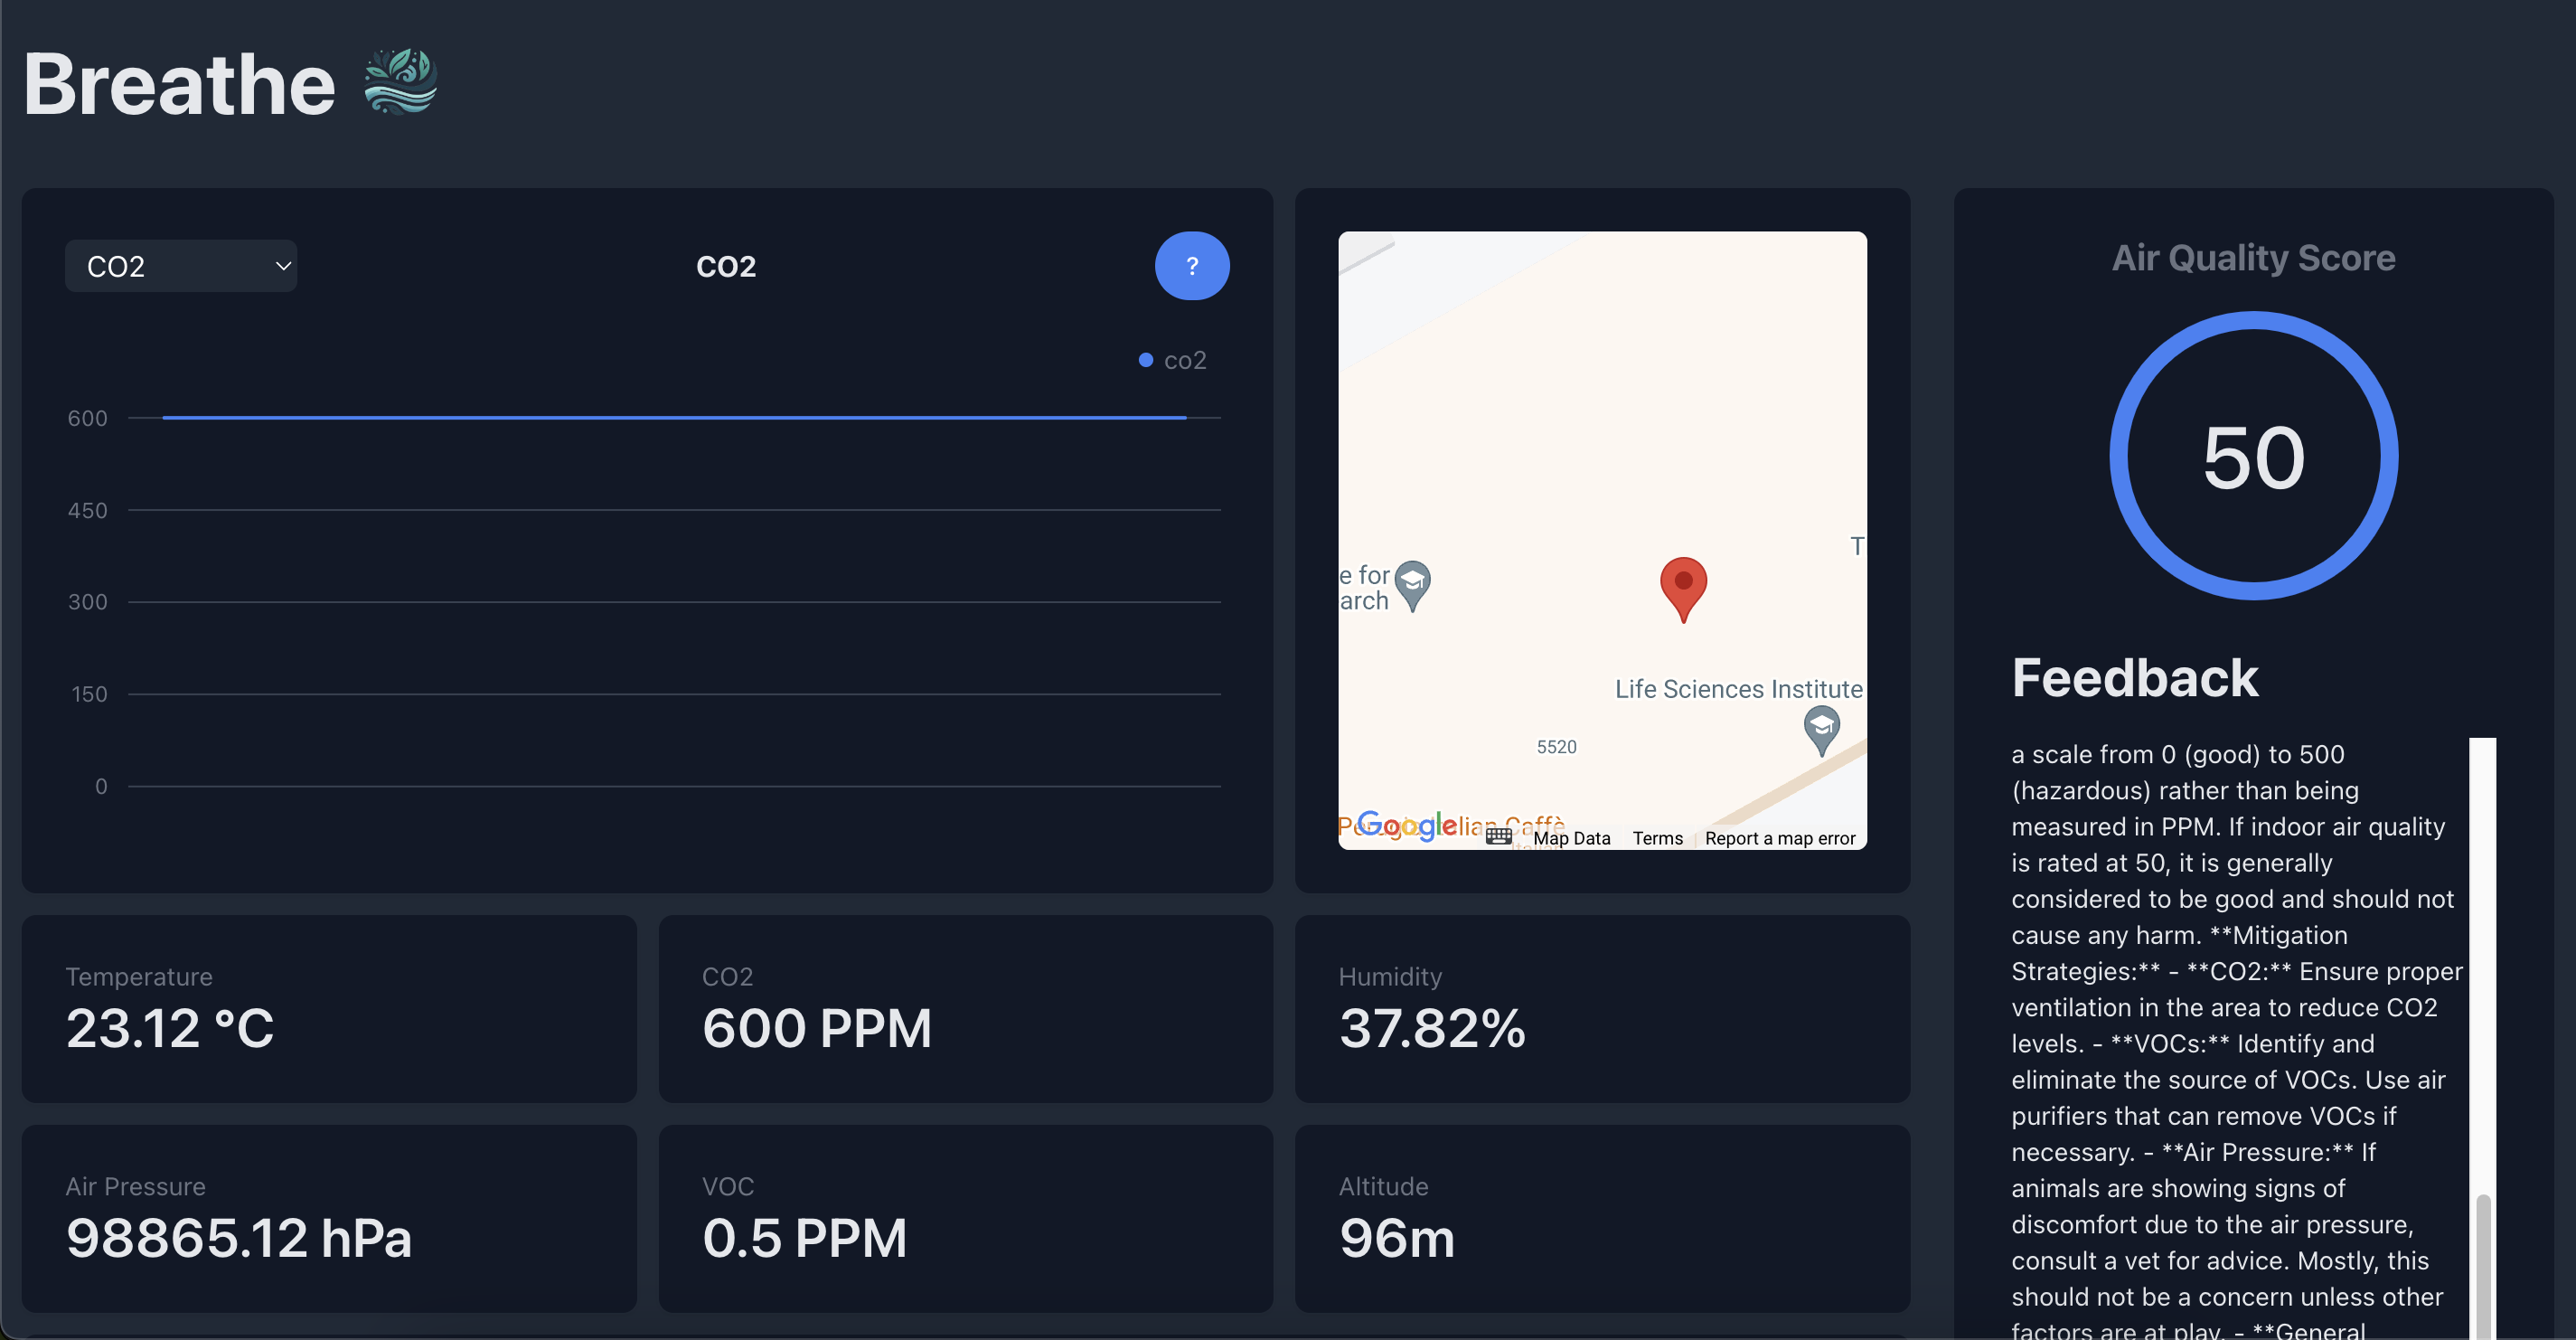 Breathe
CO2
CO2
?
co2
600
450
300
150
0
T
e for
arch
Life Sciences Institute
5520
Google
Map Data
Terms
Report a map error
Air Quality Score
50
Feedback
a scale from 0 (good) to 500
(hazardous) rather than being
measured in PPM. If indoor air quality
is rated at 50, it is generally
considered to be good and should not
cause any harm. **Mitigation
Strategies:** - **CO2:** Ensure proper
ventilation in the area to reduce CO2
levels. - **VOCs:** Identify and
eliminate the source of VOCs. Use air
purifiers that can remove VOCs if
necessary. - **Air Pressure:** If
animals are showing signs of
discomfort due to the air pressure,
consult a vet for advice. Mostly, this
should not be a concern unless other
factors are at play. - **General
Temperature
23.12 °C
CO2
600 PPM
Humidity
37.82%
Air Pressure
98865.12 hPa
VOC
0.5 PPM
Altitude
96m